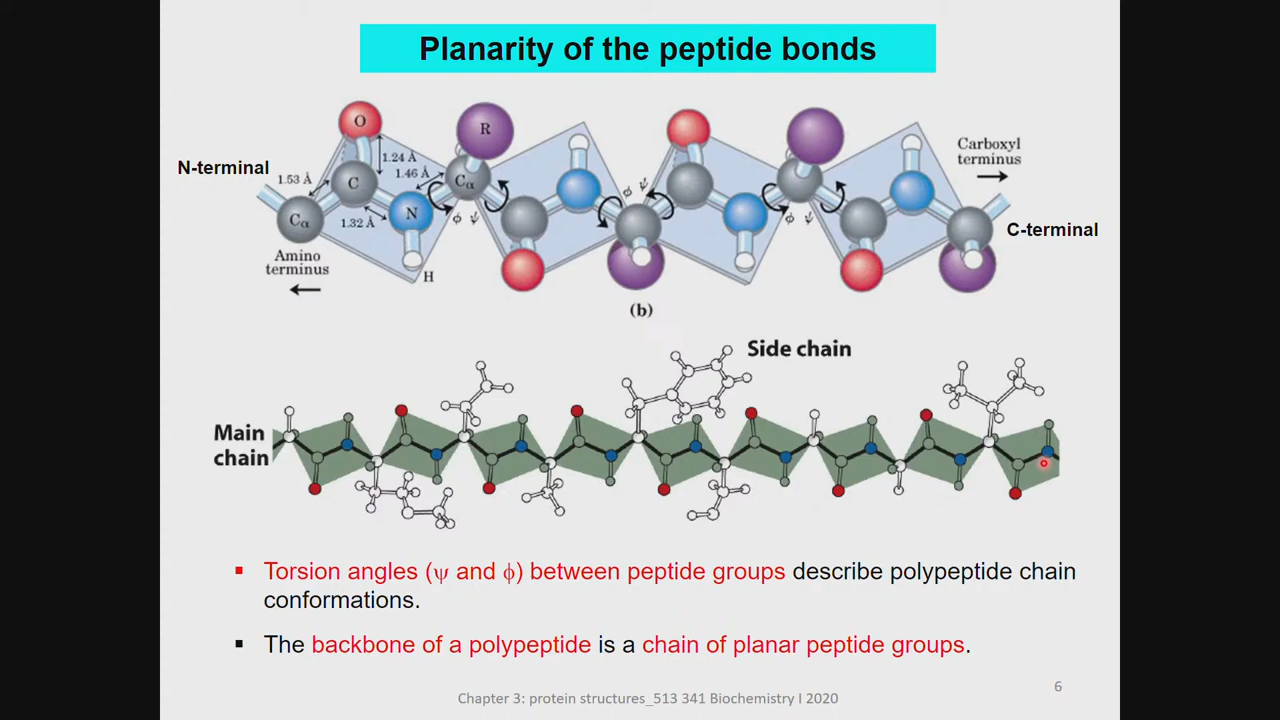 Planarity of the peptide bonds
N-terminal
O
R
1.24 Å
1.53 Å
C
1.46 Å
Cα
Cα
1.32 Å
N
ϕ ψ
ϕ ψ
ϕ ψ
H
Amino
terminus
Carboxyl
terminus
C-terminal
(b)
Side chain
Main
chain
▪ Torsion angles (ψ and ϕ) between peptide groups describe polypeptide chain
conformations.
▪ The backbone of a polypeptide is a chain of planar peptide groups.
6
Chapter 3: protein structures_513 341 Biochemistry I 2020